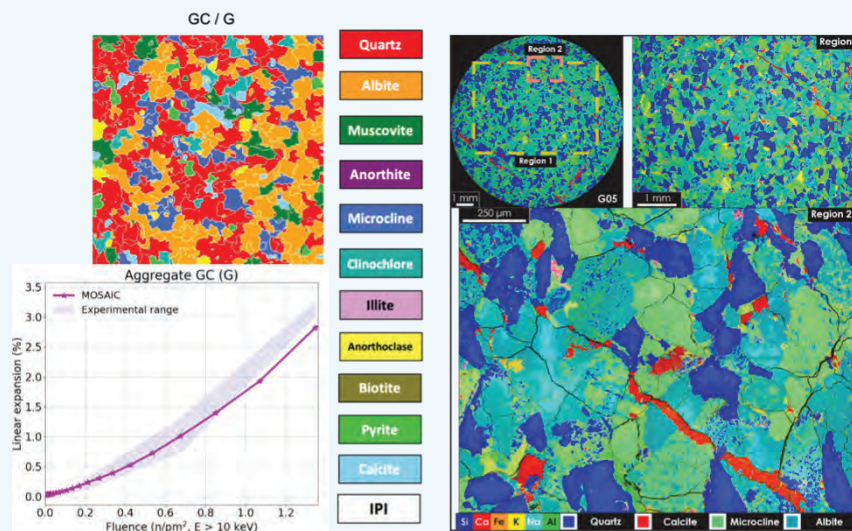 GC / G
Quartz
Albite
Muscovite
Anorthite
Microcline
Clinochlore
Illite
Anorthoclase
Biotite
Pyrite
Calcite
IPI
Aggregate GC (G)
MOSAIC
Experimental range
Linear expansion (%)
3.5
3.0
2.5
2.0
1.5
1.0
0.5
0.0
0.0 0.2 0.4 0.6 0.8 1.0 1.2
Fluence (n/pm², E > 10 keV)
Region 2
Region 1
G05
1 mm
Region
1 mm
250 µm
Region 2
Si Ca Fe K Na Al Quartz Calcite Microcline Albite